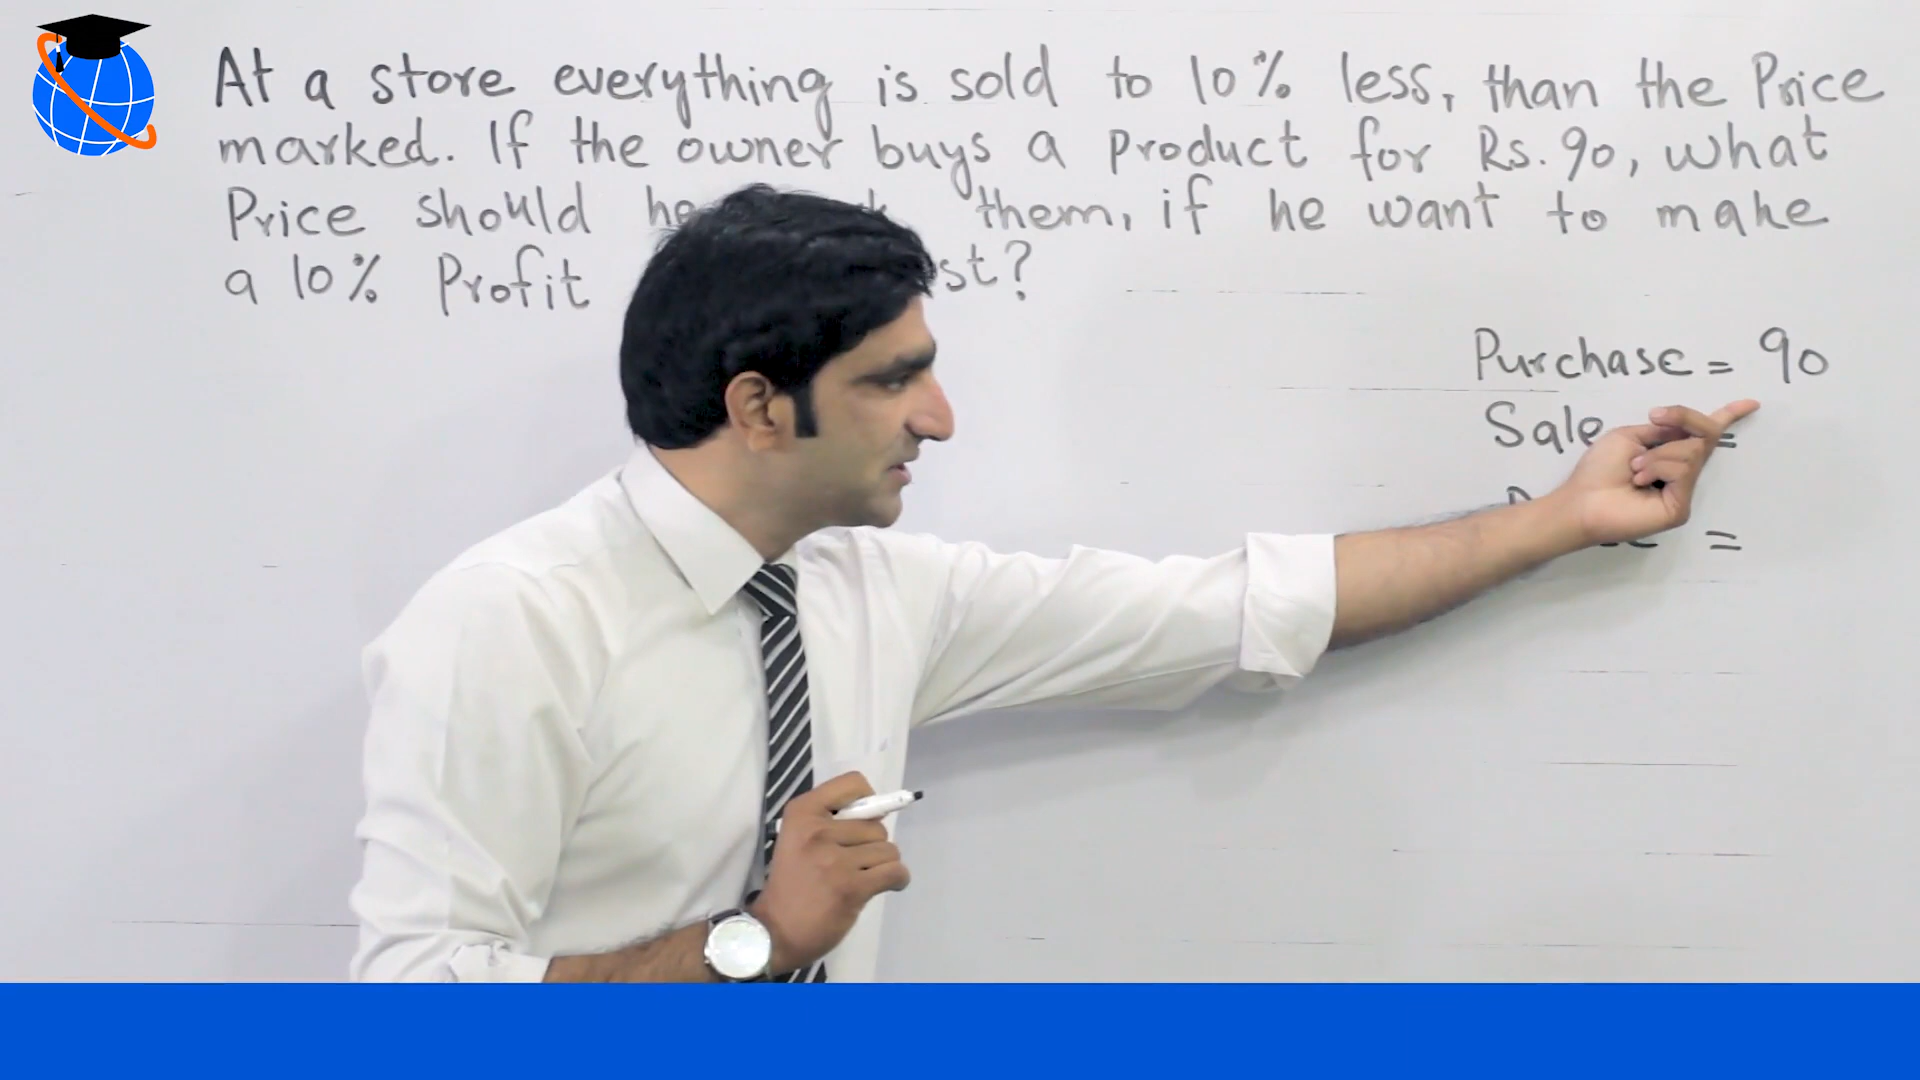 At a store everything is sold to 10% less, than the Price
marked. If the owner buys a product for Rs. 90, what
Price should he them, if he want to make
a 10% Profit
Purchase = 90
Sale =
=